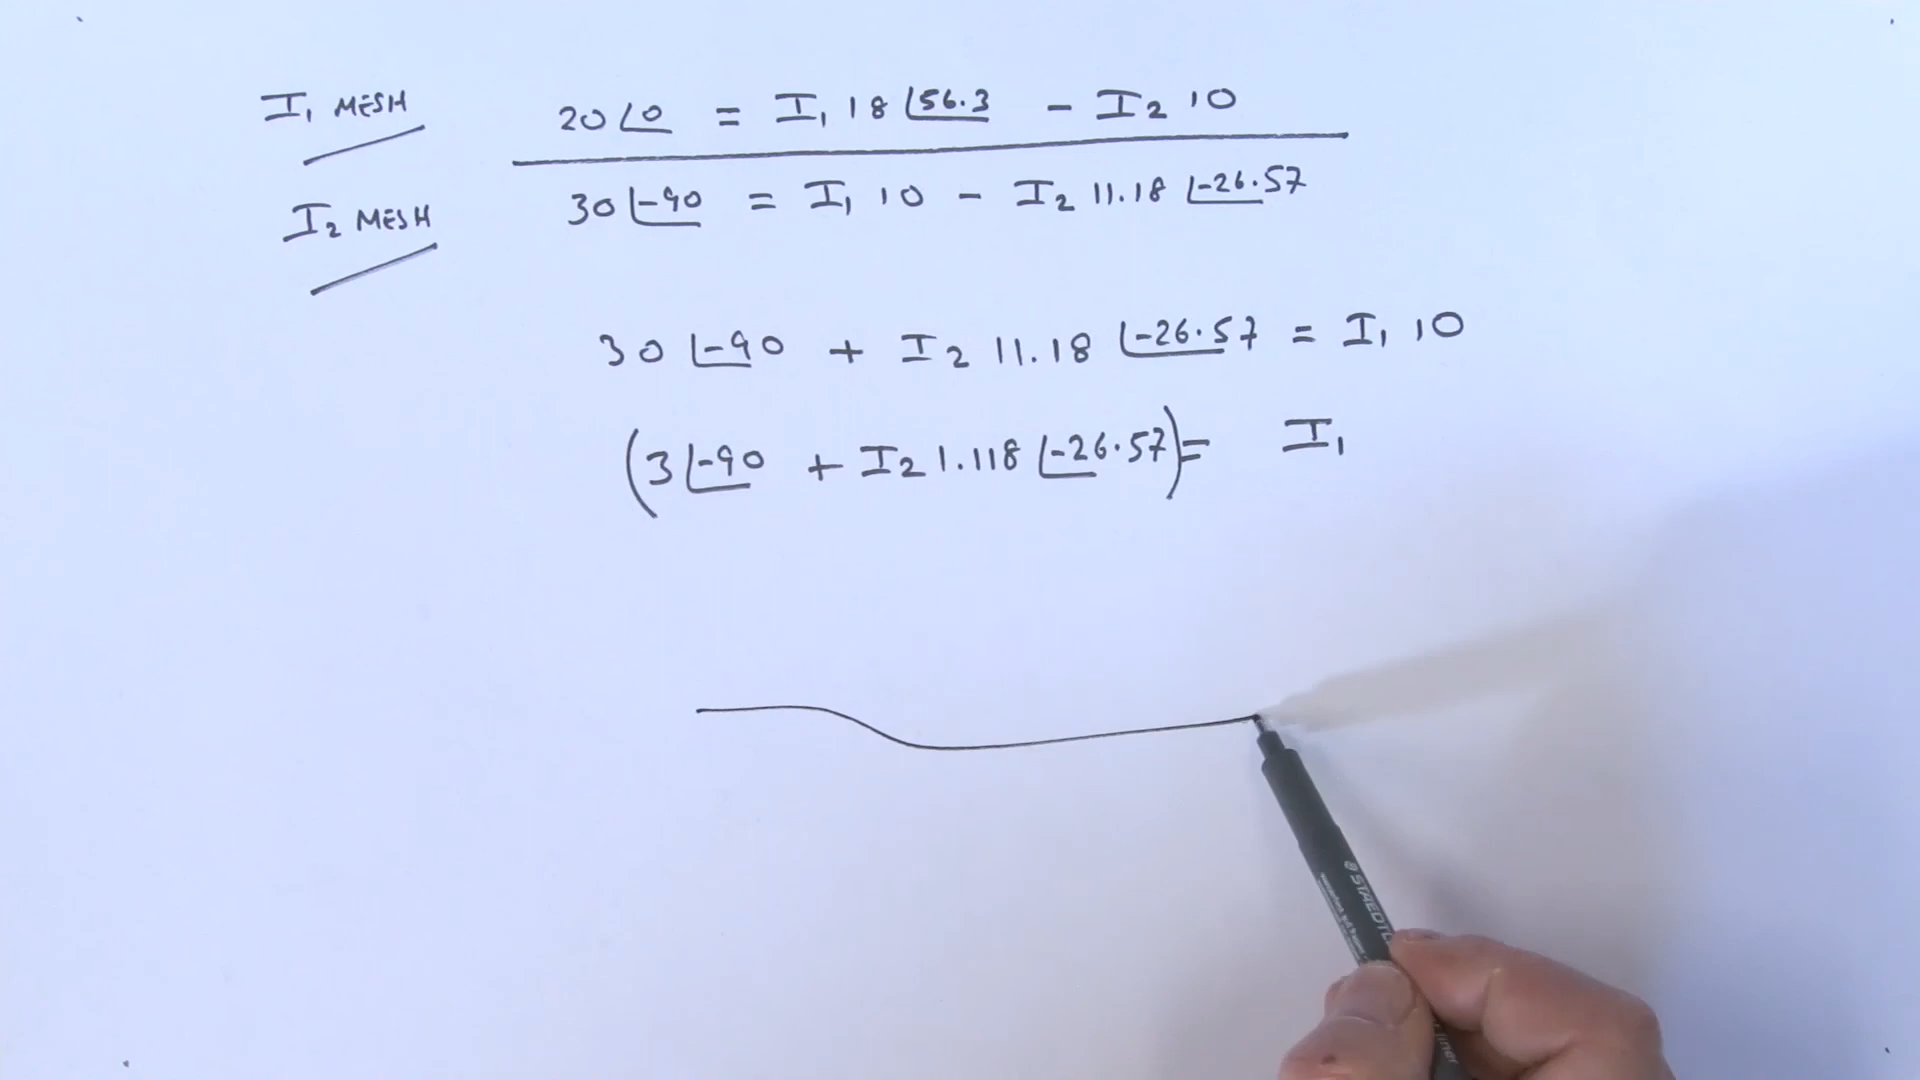 I₁ MESH
20∠0 = I₁ 18∠56.3 - I₂ 10
I₂ MESH
30∠-90 = I₁ 10 - I₂ 11.18∠-26.57
30∠-90 + I₂ 11.18∠-26.57 = I₁ 10
(3∠-90 + I₂ 1.118∠-26.57) = I₁